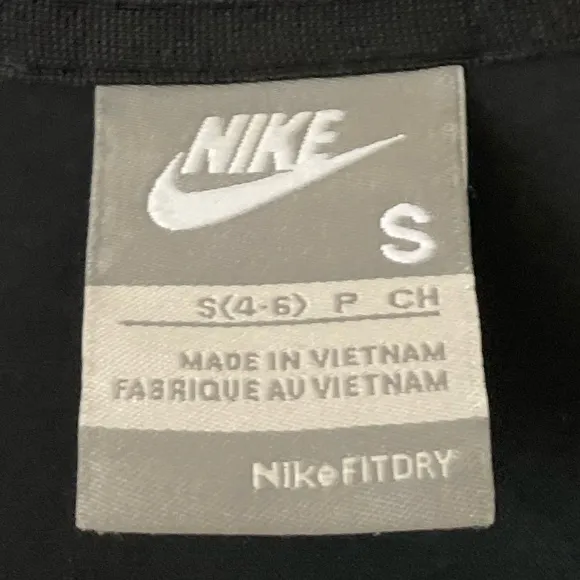 NIKE
S
S(4-6) P CH
MADE IN VIETNAM
FABRIQUE AU VIETNAM
NikeFITDRY